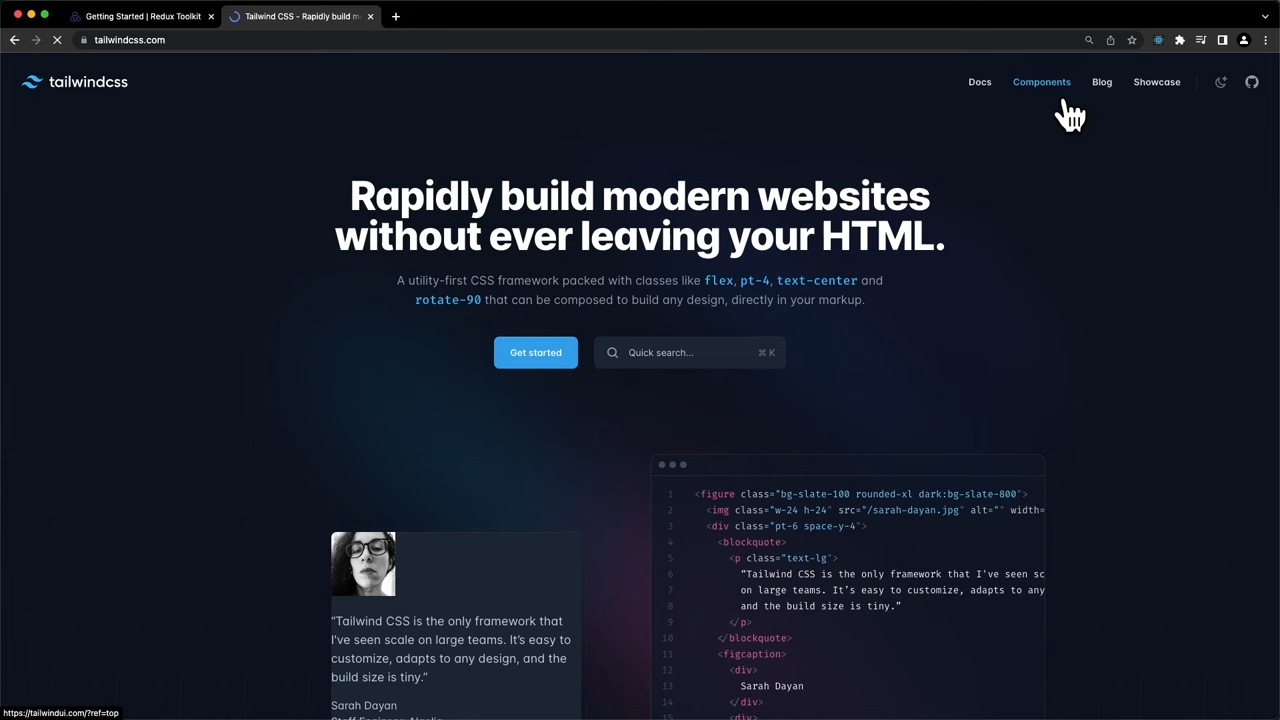 Getting Started | Redux Toolkit
Tailwind CSS - Rapidly build m
tailwindcss.com
tailwindcss
Docs
Components
Blog
Showcase
Rapidly build modern websites
without ever leaving your HTML.
A utility-first CSS framework packed with classes like flex, pt-4, text-center and
rotate-90 that can be composed to build any design, directly in your markup.
Get started
Quick search...
⌘ K
“Tailwind CSS is the only framework that
I've seen scale on large teams. It’s easy to
customize, adapts to any design, and the
build size is tiny.”
Sarah Dayan
Staff Engineer, Algolia
1 <figure class="bg-slate-100 rounded-xl dark:bg-slate-800">
2 <img class="w-24 h-24" src="/sarah-dayan.jpg" alt="" width=
3 <div class="pt-6 space-y-4">
4 <blockquote>
5 <p class="text-lg">
6 “Tailwind CSS is the only framework that I've seen sc
7 on large teams. It’s easy to customize, adapts to any
8 and the build size is tiny.”
9 </p>
10 </blockquote>
11 <figcaption>
12 <div>
13 Sarah Dayan
14 </div>
15 <div>
https://tailwindui.com/?ref=top